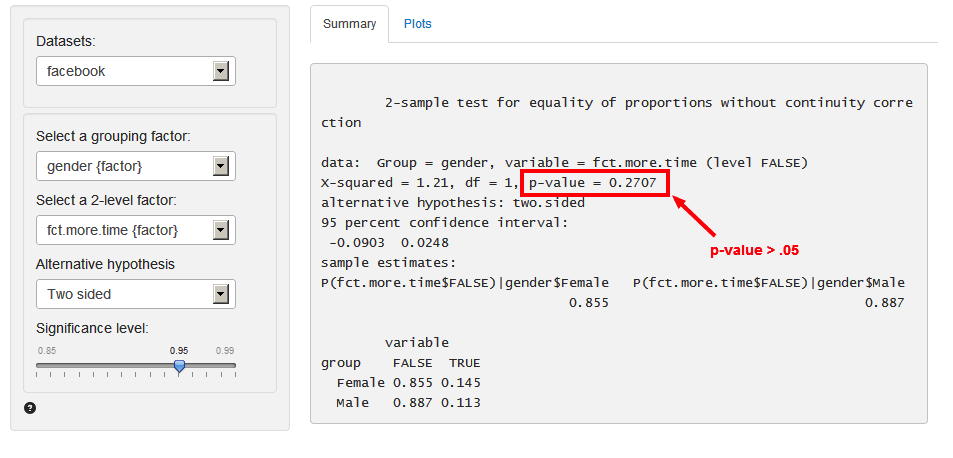 Datasets:
facebook
Select a grouping factor:
gender {factor}
Select a 2-level factor:
fct.more.time {factor}
Alternative hypothesis
Two sided
Significance level:
0.85 0.95 0.99
Summary Plots
2-sample test for equality of proportions without continuity corre
ction
data:  Group = gender, variable = fct.more.time (level FALSE)
X-squared = 1.21, df = 1, p-value = 0.2707
alternative hypothesis: two.sided
95 percent confidence interval:
-0.0903  0.0248
sample estimates:
P(fct.more.time$FALSE)|gender$Female   P(fct.more.time$FALSE)|gender$Male
0.855 0.887
p-value > .05
variable
group    FALSE  TRUE
Female 0.855 0.145
Male   0.887 0.113